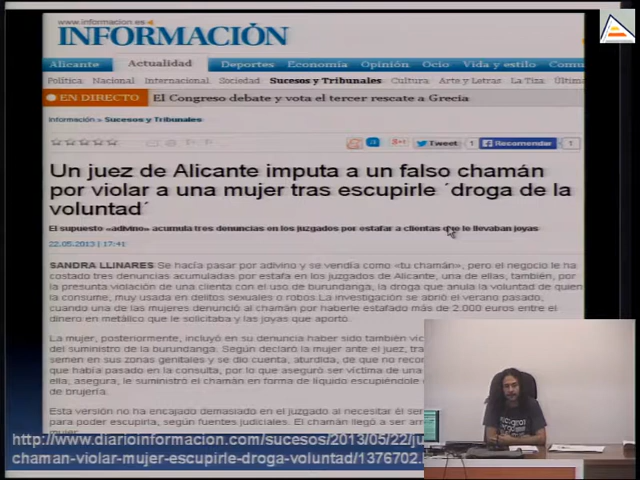 www.informacion.es
INFORMACIÓN
Alicante Actualidad Deportes Economía Opinión Ocio Vida y estilo Comu
Política Nacional Internacional Sociedad Sucesos y Tribunales Cultura Arte y Letras La Tiza Última
EN DIRECTO El Congreso debate y vota el tercer rescate a Grecia
Información » Sucesos y Tribunales
Tweet 1 Recomendar 1
Un juez de Alicante imputa a un falso chamán
por violar a una mujer tras escupirle ´droga de la
voluntad´
El supuesto «adivino» acumula tres denuncias en los juzgados por estafar a clientas que le llevaban joyas
22.05.2013 | 17:41
SANDRA LLINARES Se hacía pasar por adivino y se vendía como «tu chamán», pero el negocio le ha
costado tres denuncias acumuladas por estafa en los juzgados de Alicante, una de ellas, también, por
la presunta violación de una clienta con el uso de burundanga, la droga que anula la voluntad de quien
la consume, muy usada en delitos sexuales o robos. La investigación se abrió el verano pasado,
cuando una de las mujeres denunció al chamán por haberle estafado más de 2.000 euros entre el
dinero en metálico que le solicitaba y las joyas que aportó.
La mujer, posteriormente, incluyó en su denuncia haber sido también víc
del suministro de la burundanga. Según declaró la mujer ante el juez, tra
semen en sus zonas genitales y se dio cuenta, aturdida, de que no recor
que había pasado en la consulta, por lo que aseguró ser víctima de una
ella, asegura, le suministró el chamán en forma de líquido escupiéndole
de brujería.
Esta versión no ha encajado demasiado en el juzgado al necesitar él ser
para poder escupirla, según fuentes judiciales. El chamán llegó a ser arr
mujer
http://www.diarioinformacion.com/sucesos/2013/05/22/ju
chaman-violar-mujer-escupirle-droga-voluntad/1376702.